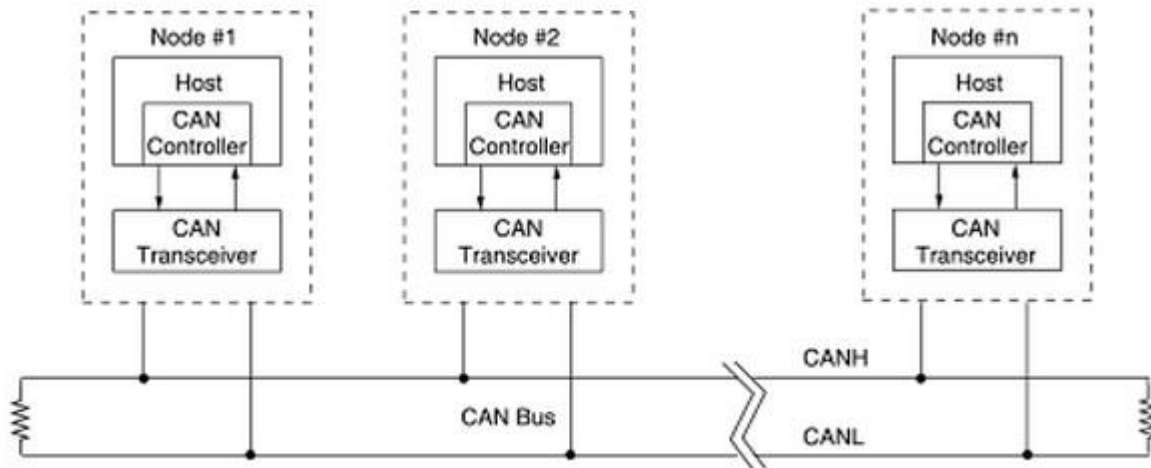 Node #1
Host
CAN
Controller
CAN
Transceiver
Node #2
Host
CAN
Controller
CAN
Transceiver
Node #n
Host
CAN
Controller
CAN
Transceiver
CANH
CAN Bus
CANL